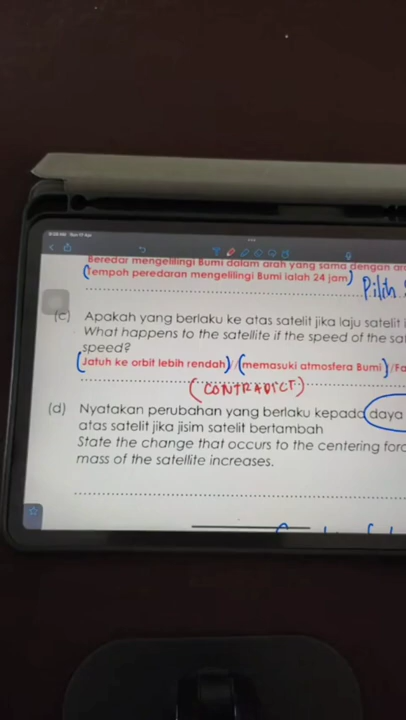 Beredar mengelilingi Bumi dalam arah yang sama dengan
(Tempoh peredaran mengelilingi Bumi ialah 24 jam) Pilih
(c) Apakah yang berlaku ke atas satelit jika laju satelit
What happens to the satellite if the speed of the
speed?
(Jatuh ke orbit lebih rendah)/(memasuki atmosfera Bumi)/
(CONTRADICT)
(d) Nyatakan perubahan yang berlaku kepada daya
atas satelit jika jisim satelit bertambah
State the change that occurs to the centering
mass of the satellite increases.